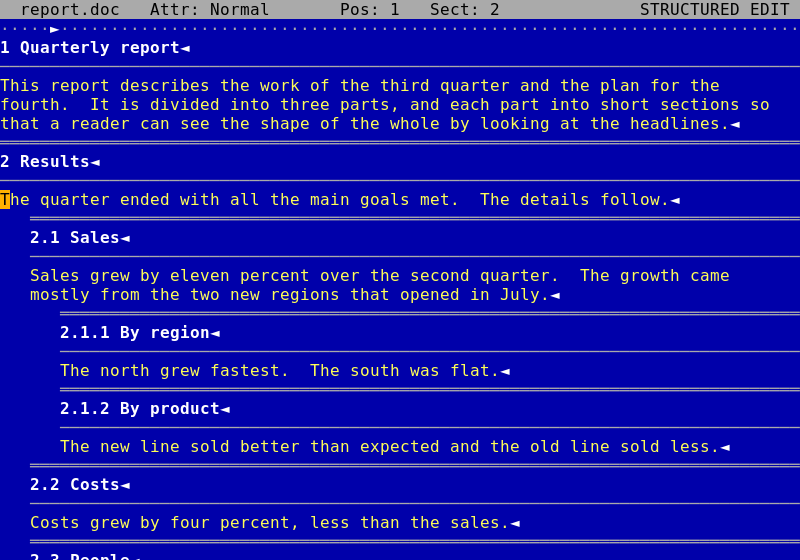 report.doc   Attr: Normal       Pos: 1   Sect: 2              STRUCTURED EDIT
1 Quarterly report◄
This report describes the work of the third quarter and the plan for the
fourth.  It is divided into three parts, and each part into short sections so
that a reader can see the shape of the whole by looking at the headlines.◄
2 Results◄
The quarter ended with all the main goals met.  The details follow.◄
2.1 Sales◄
Sales grew by eleven percent over the second quarter.  The growth came
mostly from the two new regions that opened in July.◄
2.1.1 By region◄
The north grew fastest.  The south was flat.◄
2.1.2 By product◄
The new line sold better than expected and the old line sold less.◄
2.2 Costs◄
Costs grew by four percent, less than the sales.◄
2.3 People◄